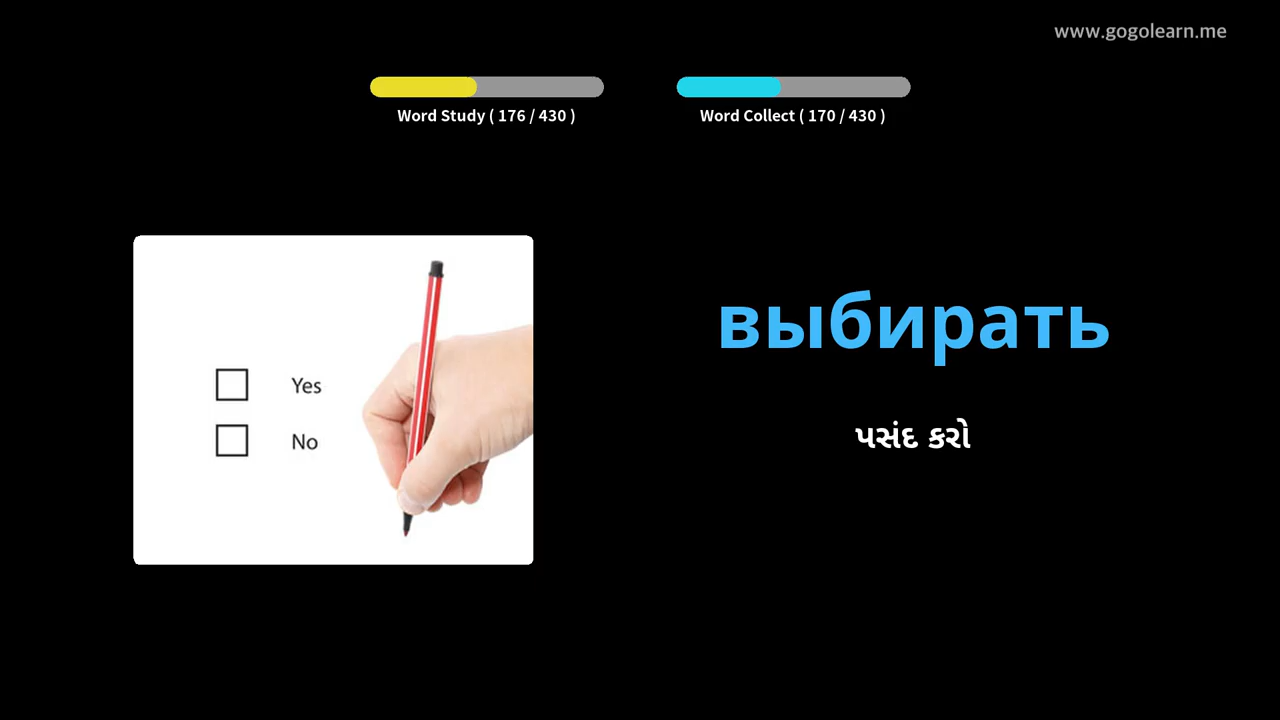 www.gogolearn.me
Word Study ( 176 / 430 )
Word Collect ( 170 / 430 )
Yes
No
выбирать
પસંદ કરો